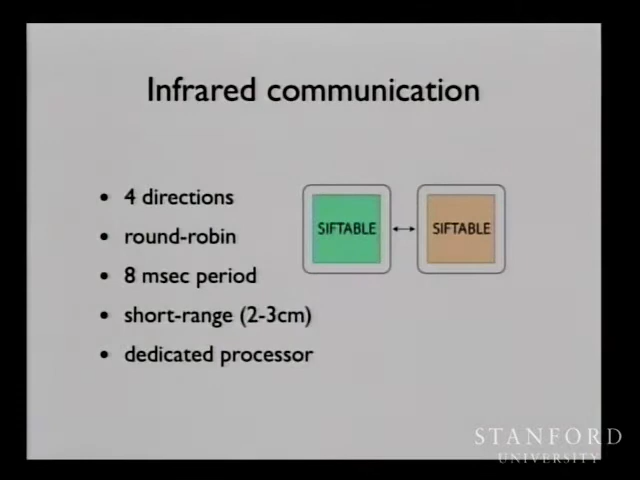 Infrared communication
• 4 directions
• round-robin
• 8 msec period
• short-range (2-3cm)
• dedicated processor
SIFTABLE
SIFTABLE
STANFORD
UNIVERSITY